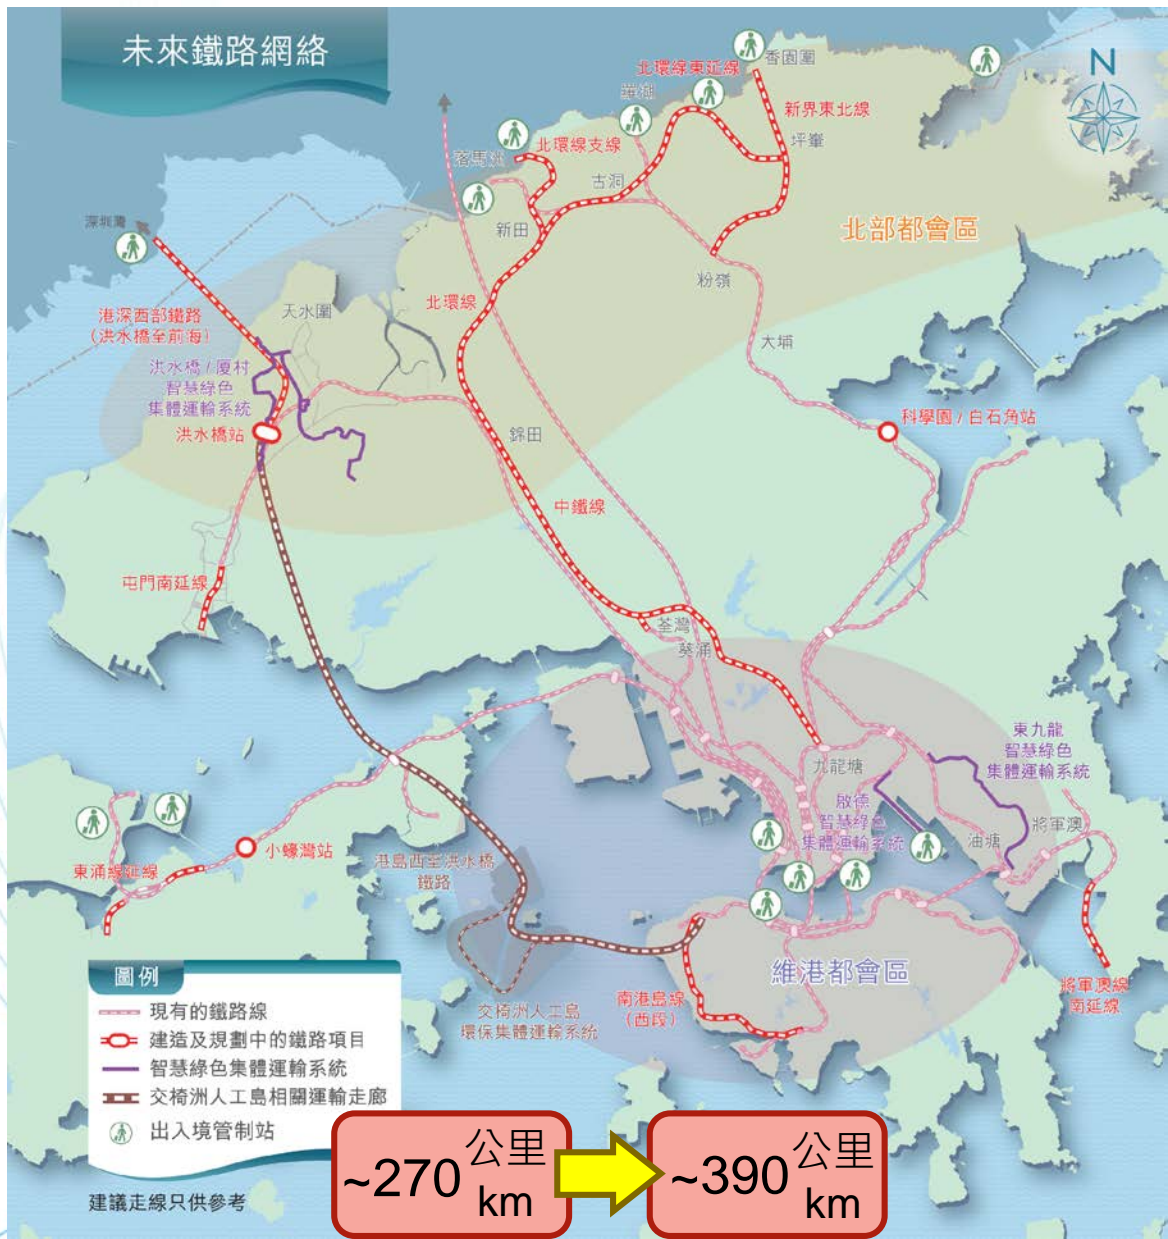 未來鐵路網絡
N
香園圍
北環線東延線
羅湖
新界東北線
坪輋
北環線支線
落馬洲
古洞
新田
深圳灣
北部都會區
粉嶺
北環線
天水圍
港深西部鐵路
(洪水橋至前海)
大埔
洪水橋 / 厦村
智慧綠色
集體運輸系統
洪水橋站
科學園 / 白石角站
錦田
中鐵線
屯門南延線
荃灣
葵涌
東九龍
智慧綠色
集體運輸系統
九龍塘
啟德
智慧綠色
集體運輸系統
油塘
將軍澳
小蠔灣站
東涌線延線
港島西至洪水橋
鐵路
維港都會區
南港島線
(西段)
將軍澳線
南延線
交椅洲人工島
環保集體運輸系統
圖例
現有的鐵路線
建造及規劃中的鐵路項目
智慧綠色集體運輸系統
交椅洲人工島相關運輸走廊
出入境管制站
建議走線只供參考
~270 公里 km
~390 公里 km